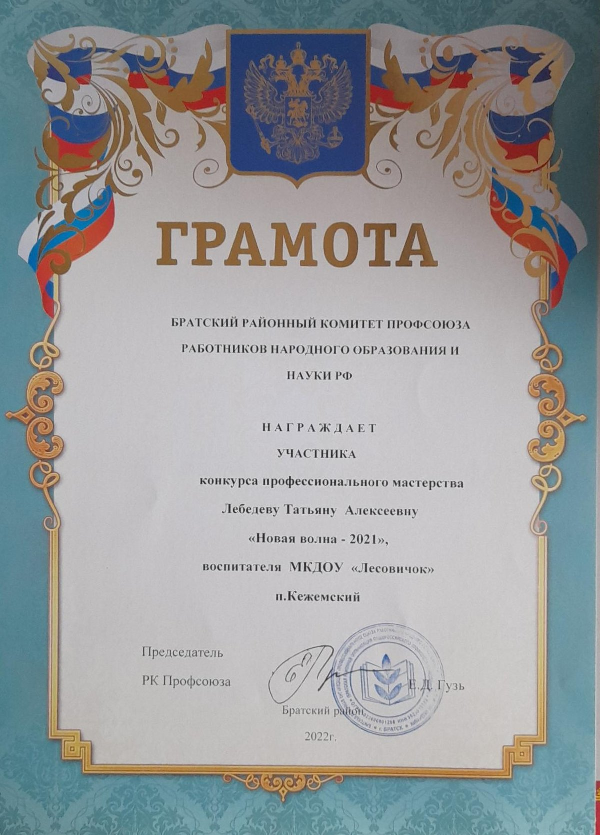 ГРАМОТА
БРАТСКИЙ РАЙОННЫЙ КОМИТЕТ ПРОФСОЮЗА
РАБОТНИКОВ НАРОДНОГО ОБРАЗОВАНИЯ И
НАУКИ РФ
Н А Г Р А Ж Д А Е Т
УЧАСТНИКА
конкурса профессионального мастерства
Лебедеву Татьяну Алексеевну
«Новая волна - 2021»,
воспитателя МКДОУ «Лесовичок»
п.Кежемский
Председатель
РК Профсоюза
Е.Д. Гузь
Братский район
2022г.